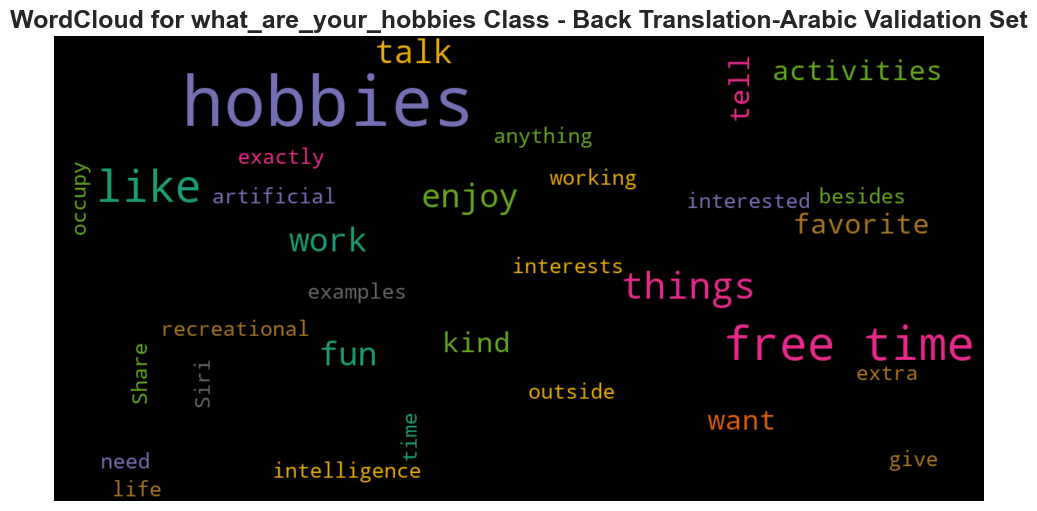 WordCloud for what_are_your_hobbies Class - Back Translation-Arabic Validation Set
talk
activities
tell
hobbies
anything
exactly
occupy
like
artificial
enjoy
working
interested
besides
favorite
work
interests
things
examples
recreational
fun
kind
free time
Share
Siri
extra
outside
want
time
need
intelligence
give
life